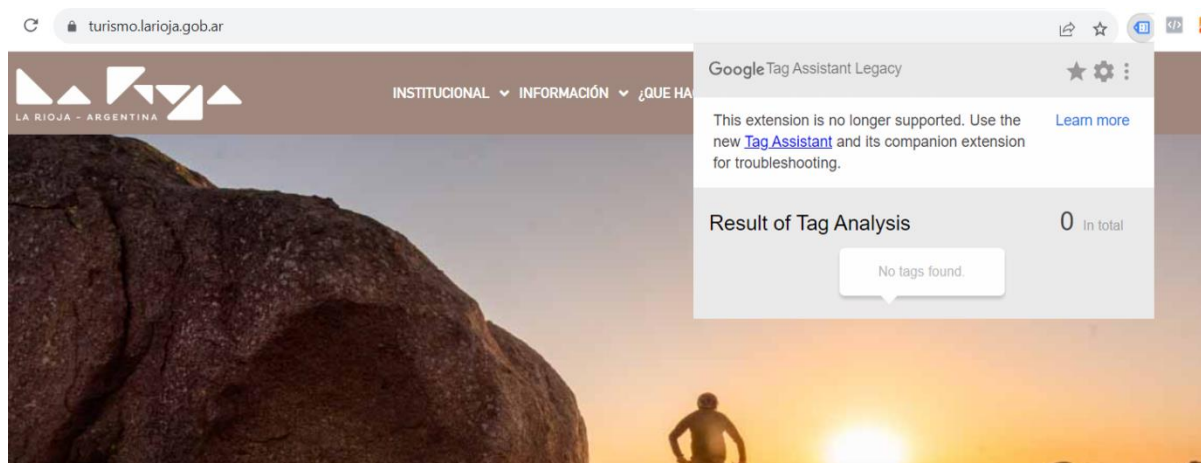 turismo.larioja.gob.ar
Google Tag Assistant Legacy
LA RIOJA - ARGENTINA
INSTITUCIONAL INFORMACIÓN ¿QUE HA
This extension is no longer supported. Use the
new Tag Assistant and its companion extension
for troubleshooting.
Learn more
Result of Tag Analysis
0 In total
No tags found.